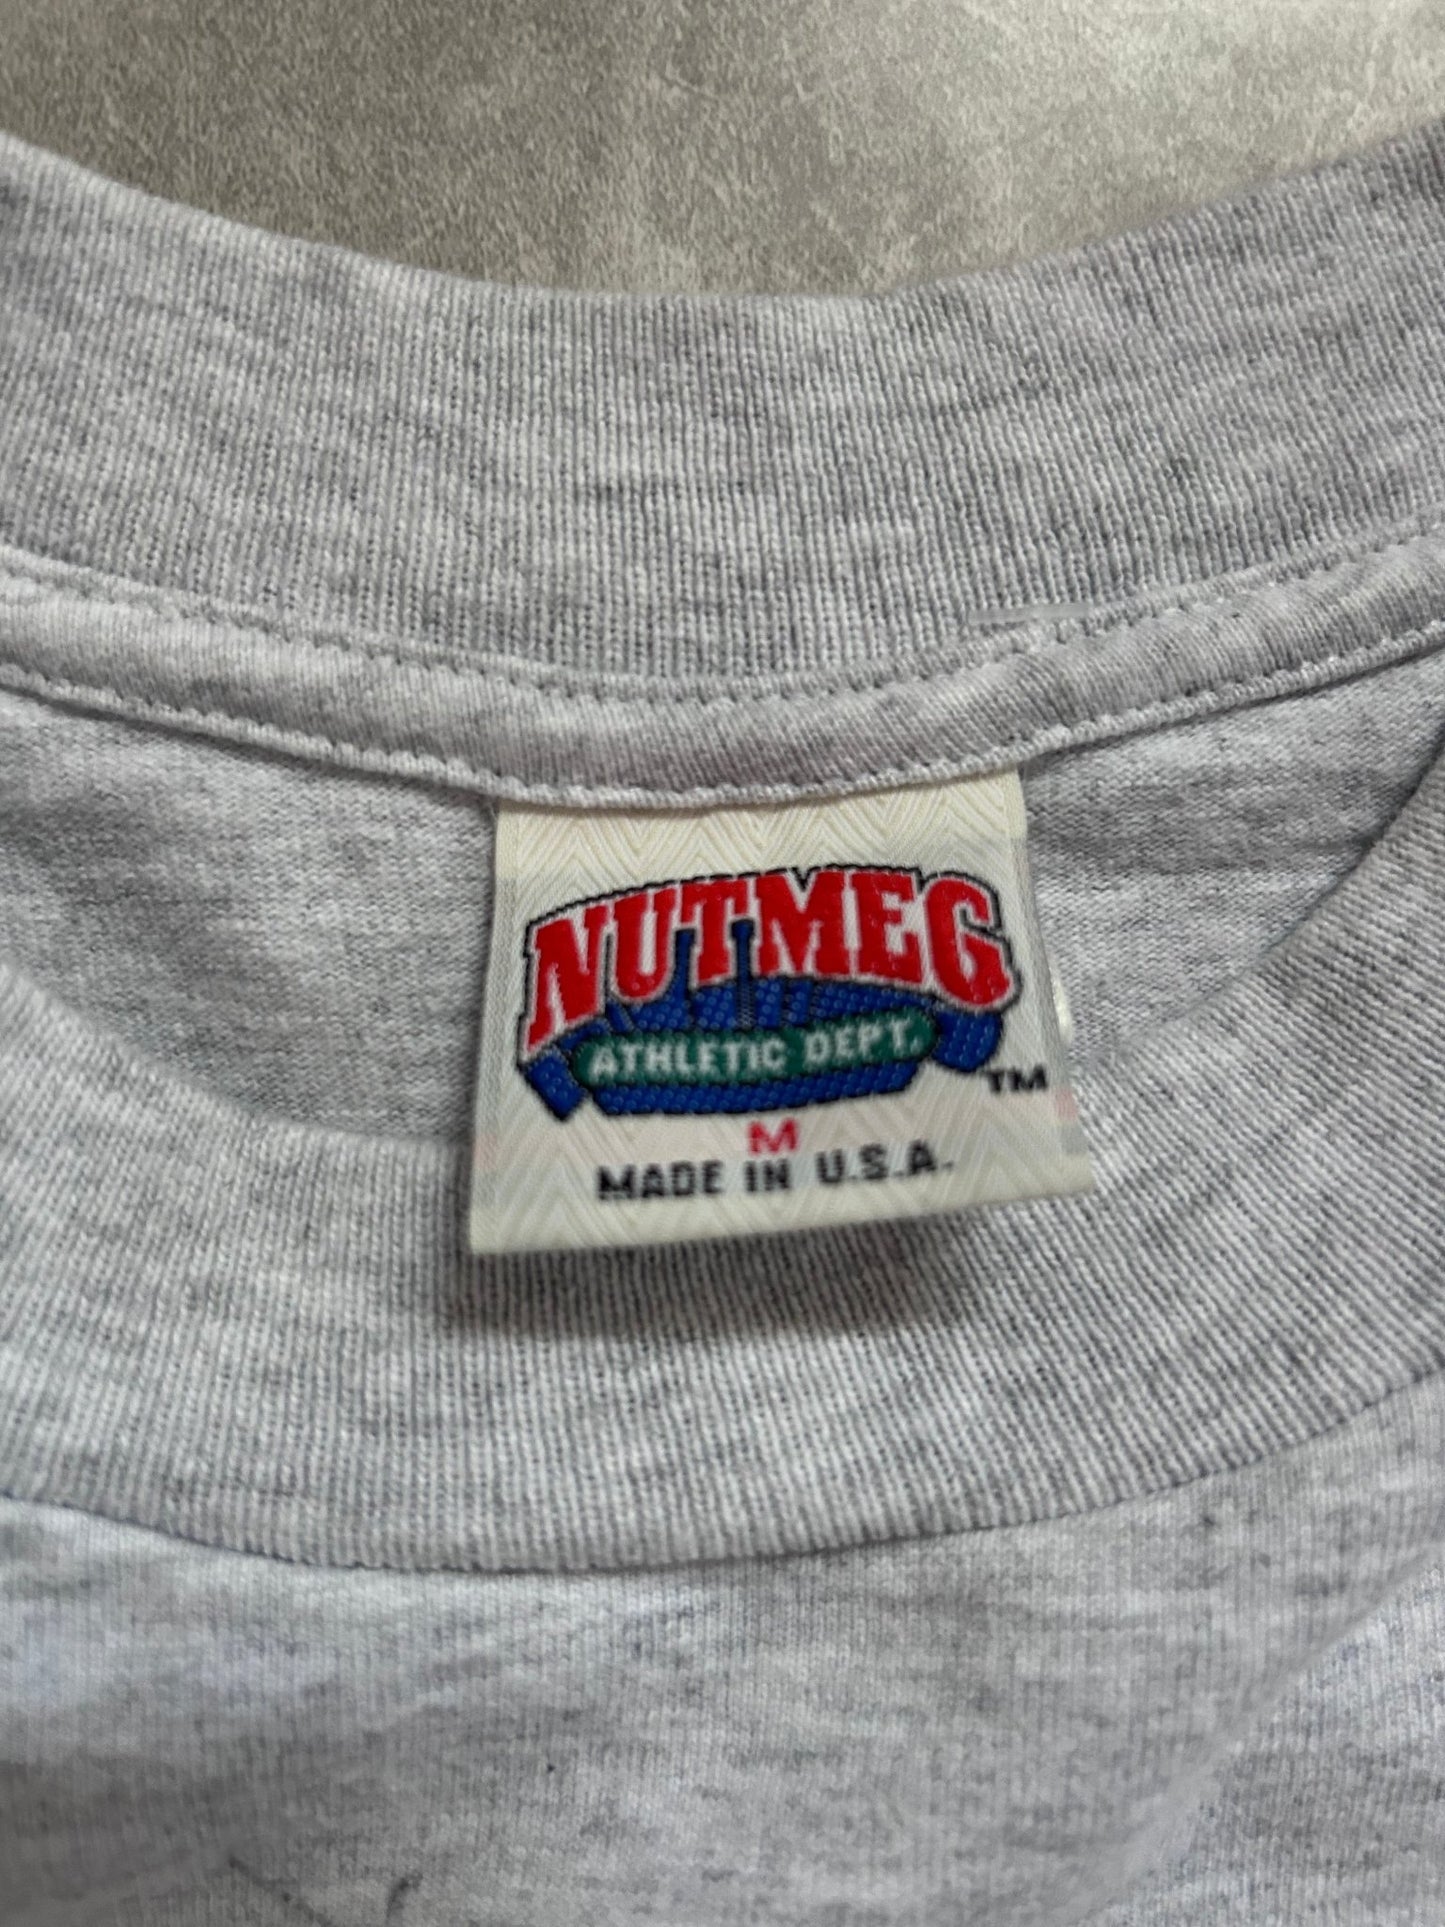 NUTMEG
ATHLETIC DEPT.
TM
M
MADE IN U.S.A.